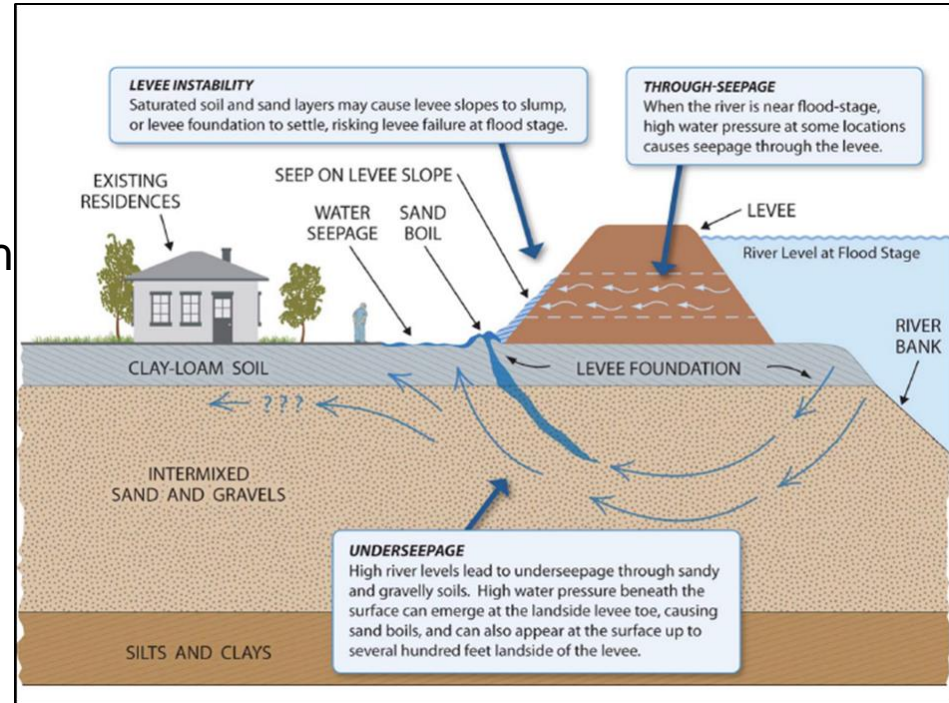 LEVEE INSTABILITY
Saturated soil and sand layers may cause levee slopes to slump,
or levee foundation to settle, risking levee failure at flood stage.
THROUGH-SEEPAGE
When the river is near flood-stage,
high water pressure at some locations
causes seepage through the levee.
EXISTING
RESIDENCES
SEEP ON LEVEE SLOPE
WATER
SEEPAGE
SAND
BOIL
LEVEE
n
River Level at Flood Stage
RIVER
BANK
CLAY-LOAM SOIL
LEVEE FOUNDATION
???
INTERMIXED
SAND AND GRAVELS
UNDERSEEPAGE
High river levels lead to underseepage through sandy
and gravelly soils. High water pressure beneath the
surface can emerge at the landside levee toe, causing
sand boils, and can also appear at the surface up to
several hundred feet landside of the levee.
SILTS AND CLAYS